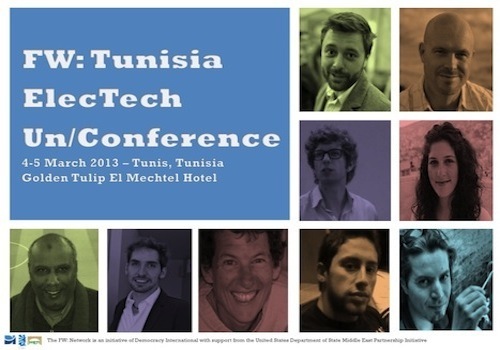 FW: Tunisia
ElecTech
Un/Conference
4-5 March 2013 – Tunis, Tunisia
Golden Tulip El Mechtel Hotel
The FW: Network is an initiative of Democracy International with support from the United States Department of State Middle East Partnership Initiative